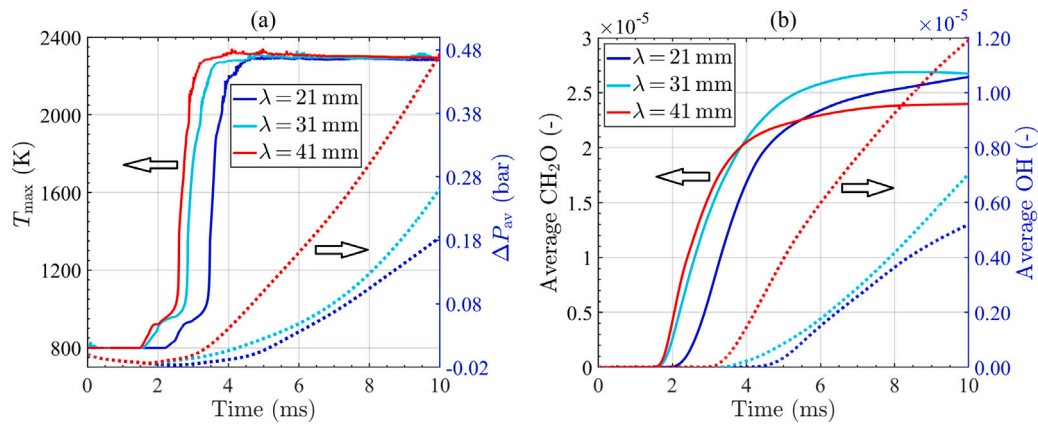 (a)
2400
2000
1600
1200
800
T_max (K)
λ = 21 mm
λ = 31 mm
λ = 41 mm
0.48
0.38
0.28
0.18
0.08
-0.02
ΔP_av (bar)
0 2 4 6 8 10
Time (ms)
(b)
×10⁻⁵
×10⁻⁵
3
2.5
2
1.5
1
0.5
0
Average CH₂O (-)
λ = 21 mm
λ = 31 mm
λ = 41 mm
1.20
1.00
0.80
0.60
0.40
0.20
0.00
Average OH (-)
0 2 4 6 8 10
Time (ms)